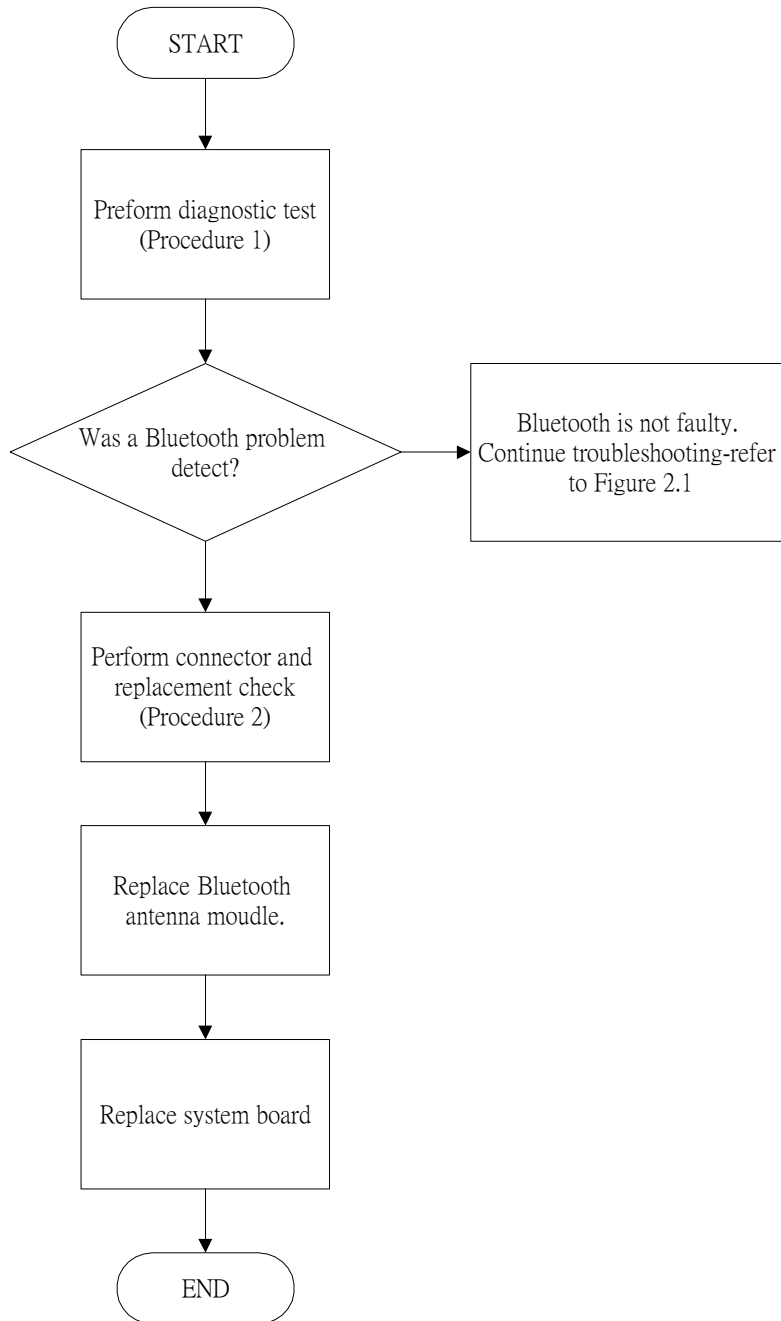 START
Preform diagnostic test
(Procedure 1)
Was a Bluetooth problem
detect?
Bluetooth is not faulty.
Continue troubleshooting-refer
to Figure 2.1
Perform connector and
replacement check
(Procedure 2)
Replace Bluetooth
antenna moudle.
Replace system board
END